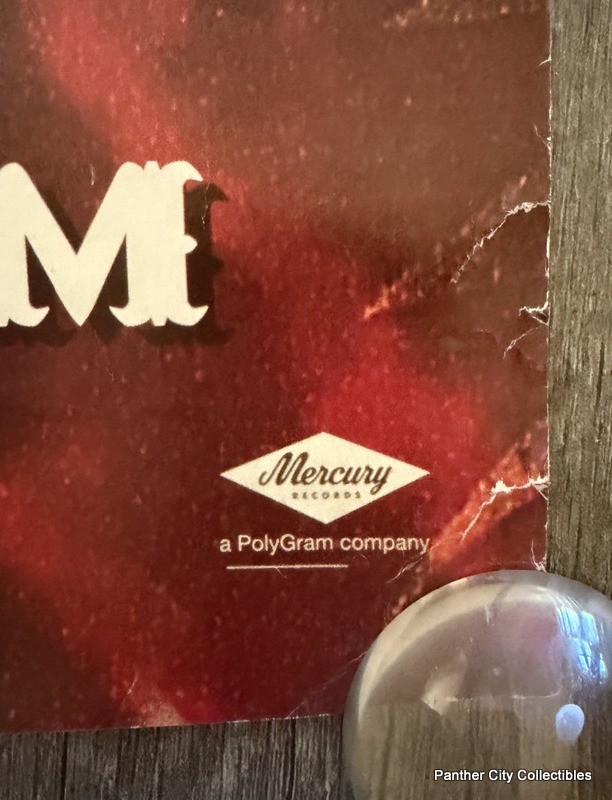 M
Mercury
RECORDS
a PolyGram company
Panther City Collectibles